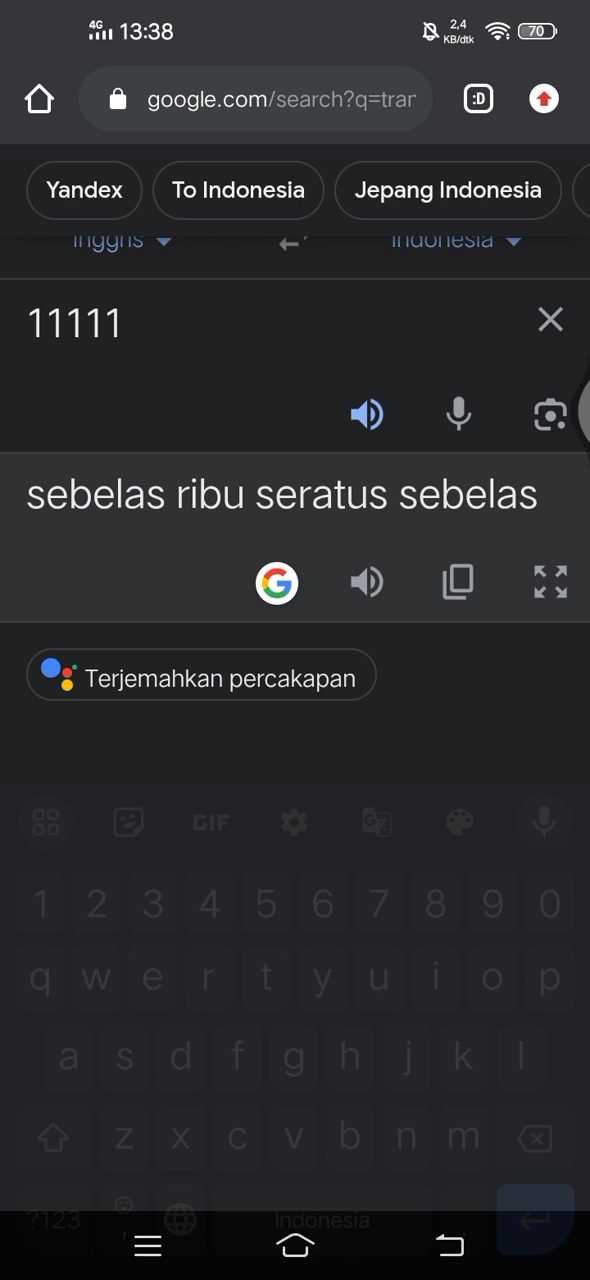 4G 13:38 2,4 KB/dtk 70
google.com/search?q=tran
:D
Yandex To Indonesia Jepang Indonesia
Inggris Indonesia
11111
sebelas ribu seratus sebelas
G
Terjemahkan percakapan
GIF
1 2 3 4 5 6 7 8 9 0
q w e r t y u i o p
a s d f g h j k l
z x c v b n m
?123 , Indonesia